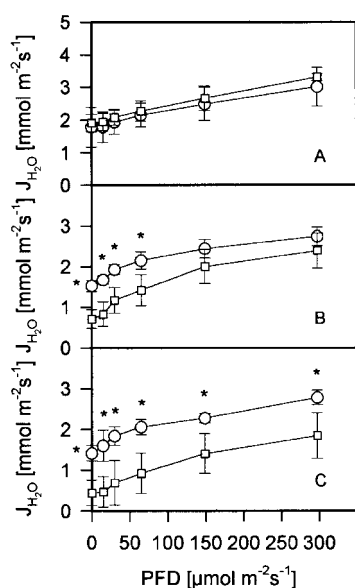 5
4
3
2
1
0
J_H2O [mmol m-2s-1]
A
3
2
1
0
J_H2O [mmol m-2s-1]
* * * *
B
3
2
1
0
J_H2O [mmol m-2s-1]
* * * * * *
C
0 50 100 150 200 250 300
PFD [µmol m-2s-1]